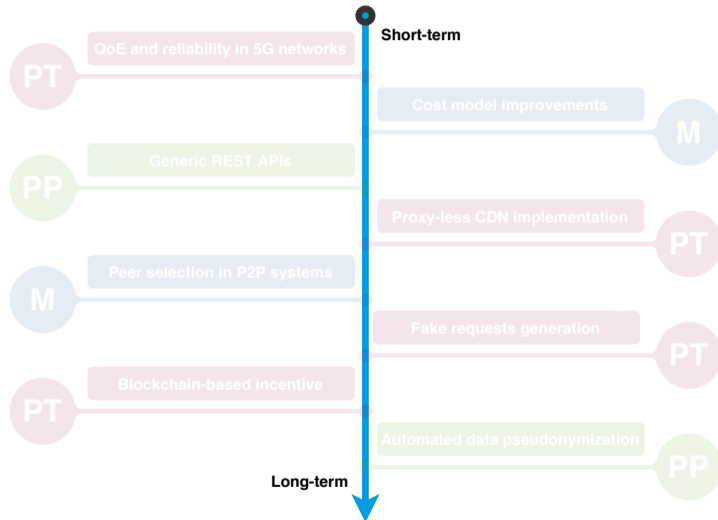 Short-term
QoE and reliability in 5G networks
PT
Cost model improvements
M
Generic REST APIs
PP
Proxy-less CDN implementation
PT
Peer selection in P2P systems
M
Fake requests generation
PT
Blockchain-based incentive
PT
Automated data pseudonymization
PP
Long-term